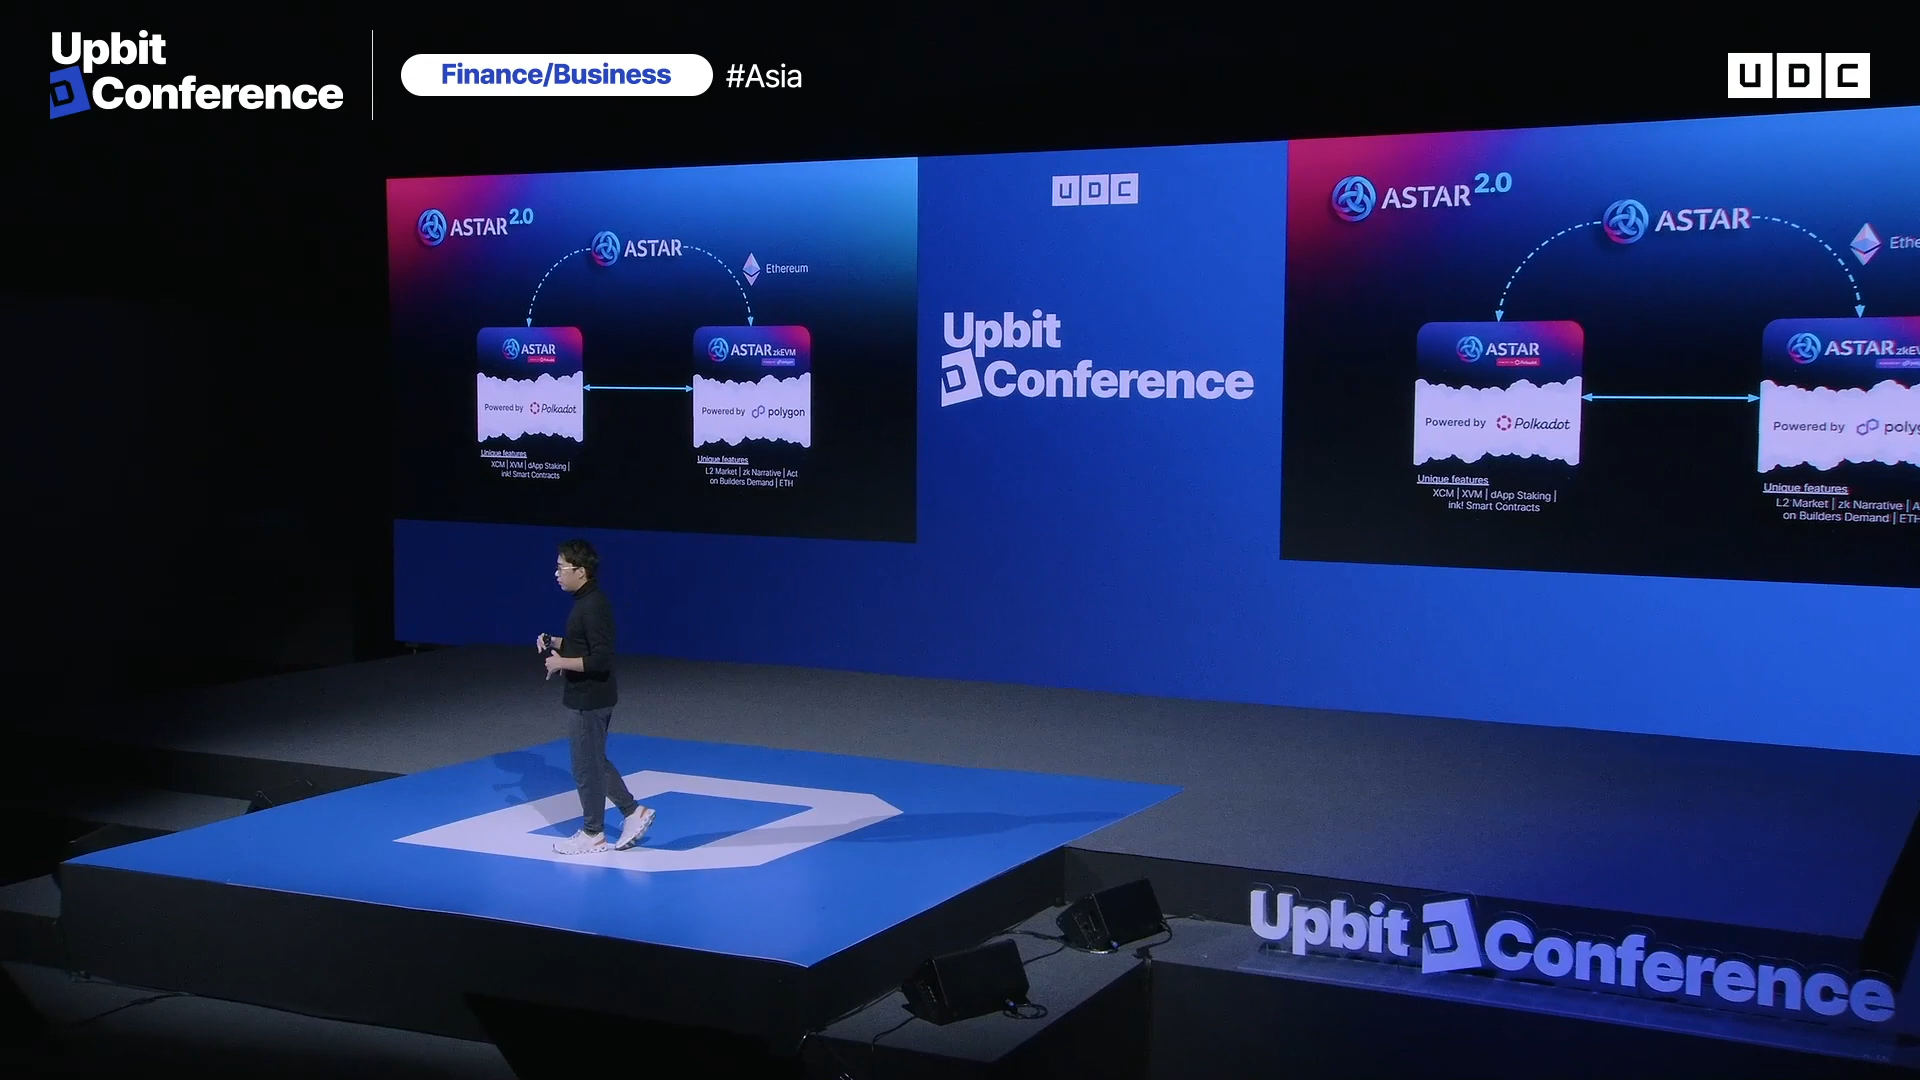 Upbit
Conference
Finance/Business
#Asia
UDC
ASTAR 2.0
ASTAR
Ethereum
ASTAR
ASTAR zkEVM
Powered by Polkadot
Powered by polygon
Unique features
XCM | XVM | dApp Staking |
ink! Smart Contracts
Unique features
L2 Market | zk Narrative | Act
on Builders Demand | ETH
UDC
Upbit
Conference
ASTAR 2.0
ASTAR
Ethe
ASTAR
ASTAR zkEV
Powered by Polkadot
Powered by polyg
Unique features
XCM | XVM | dApp Staking |
ink! Smart Contracts
Unique features
L2 Market | zk Narrative | A
on Builders Demand | ETH
Upbit Conference